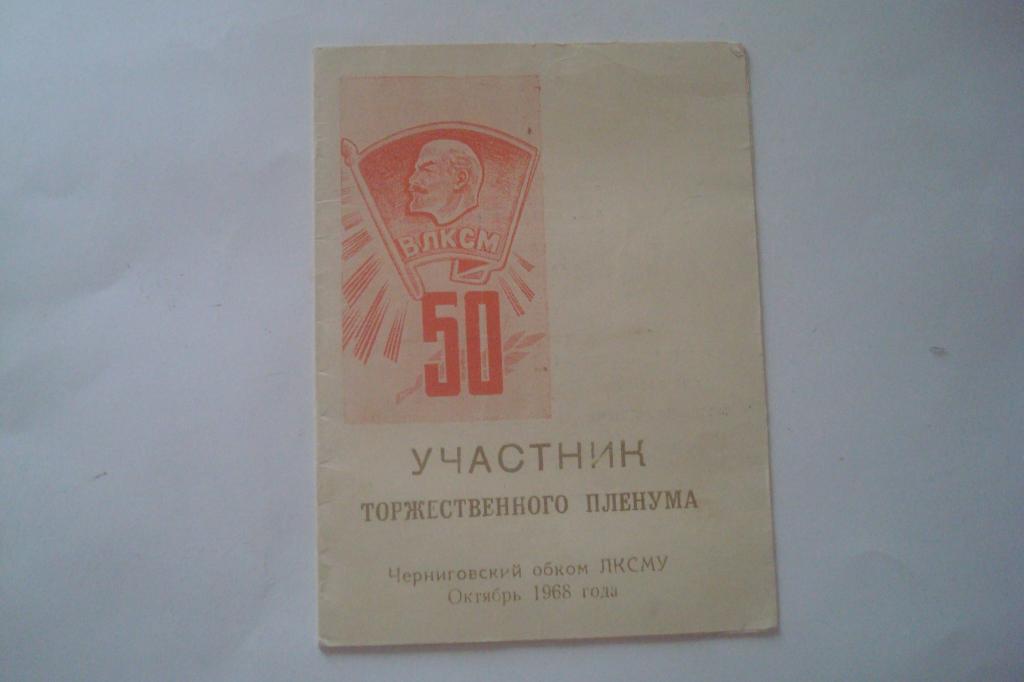 ВЛКСМ
50
УЧАСТНИК
ТОРЖЕСТВЕННОГО ПЛЕНУМА
Черниговский обком ЛКСМУ
Октябрь 1968 года